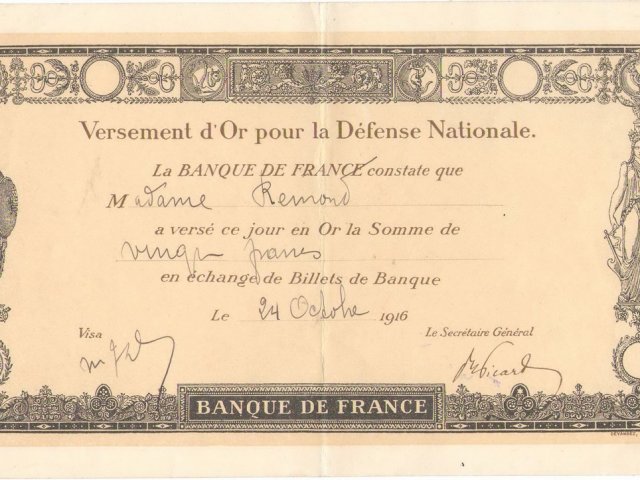 Versement d'Or pour la Défense Nationale.
La BANQUE DE FRANCE constate que
Madame Remond
a versé ce jour en Or la Somme de
vingt francs
en échange de Billets de Banque
Le 24 Octobre 1916
Visa
Le Secrétaire Général
Picard
BANQUE DE FRANCE